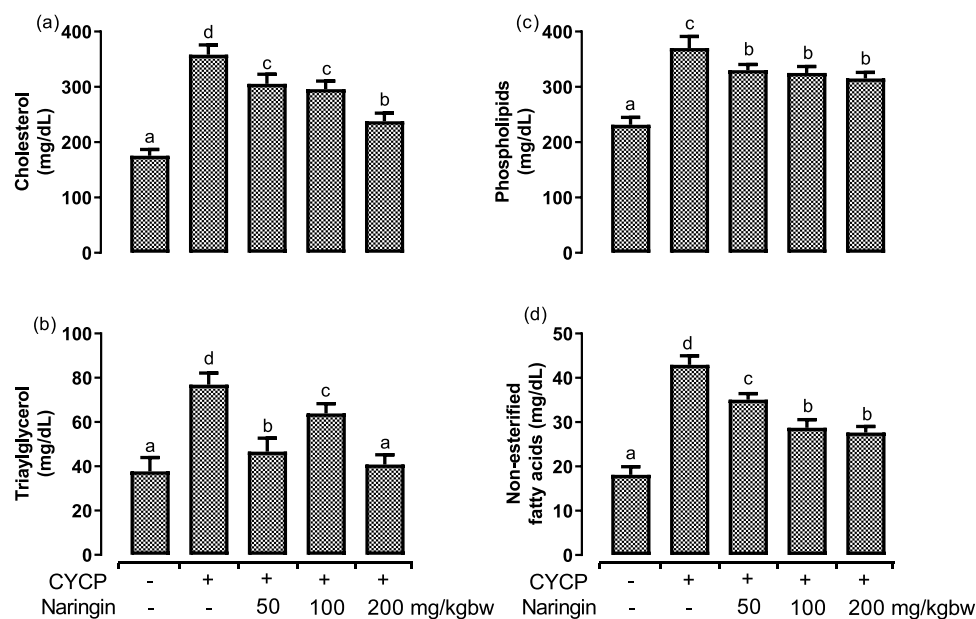 (a)
400
300
200
100
0
Cholesterol
(mg/dL)
a
d
c
c
b
(c)
400
300
200
100
0
Phospholipids
(mg/dL)
a
c
b
b
b
(b)
100
80
60
40
20
0
Triaylglycerol
(mg/dL)
a
d
b
c
a
CYCP - + + + +
Naringin - - 50 100 200 mg/kgbw
(d)
50
40
30
20
10
0
Non-esterified
fatty acids (mg/dL)
a
d
c
b
b
- + + + +
- - 50 100 200 mg/kgbw